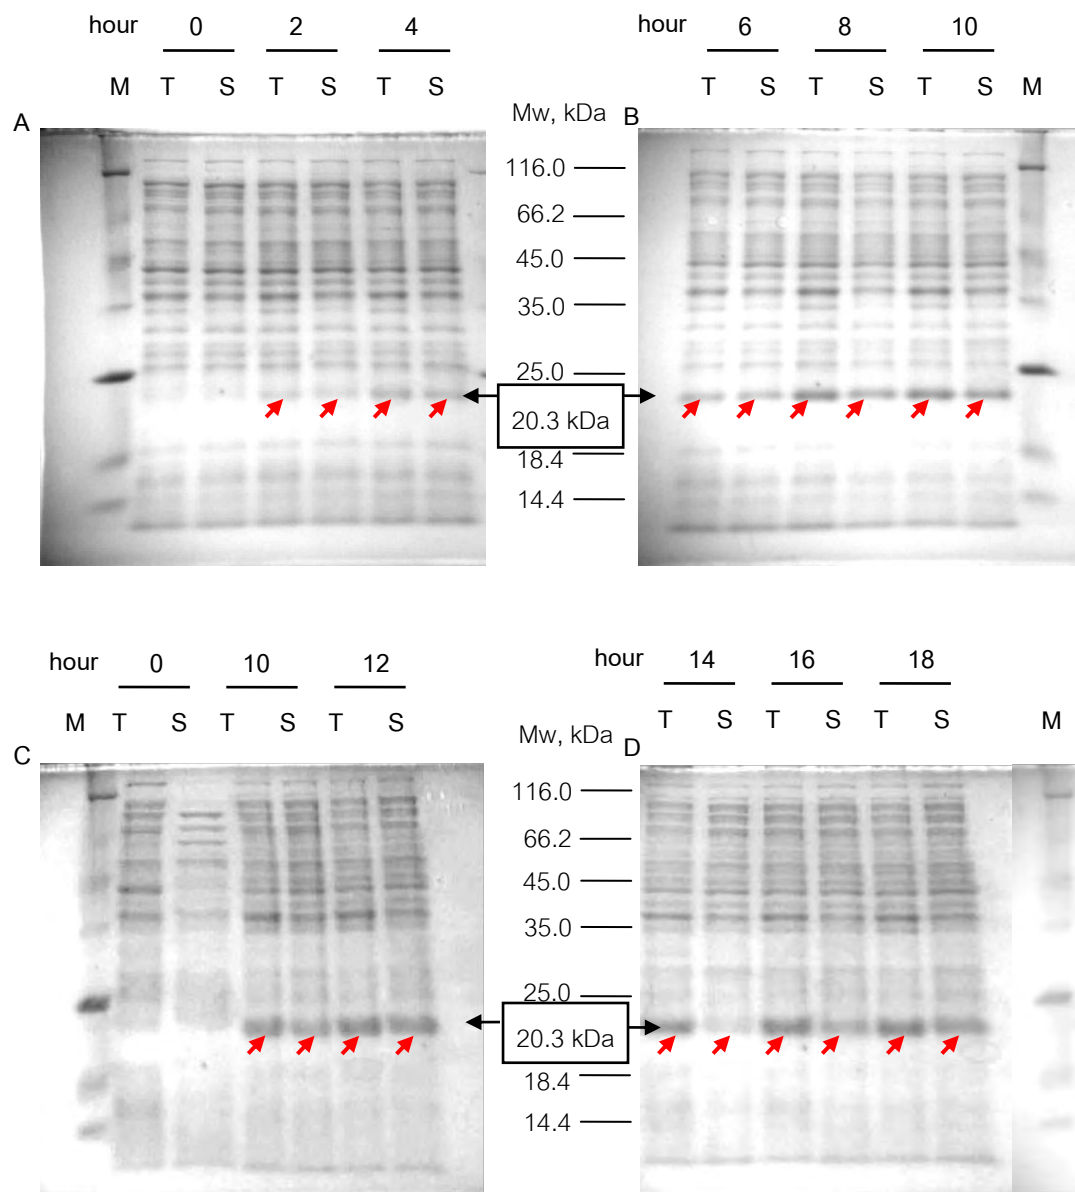 hour 0 2 4
M T S T S T S
A
hour 6 8 10
T S T S T S M
B
Mw, kDa
116.0
66.2
45.0
35.0
25.0
20.3 kDa
18.4
14.4
hour 0 10 12
M T S T S T S
C
hour 14 16 18
T S T S T S M
D
Mw, kDa
116.0
66.2
45.0
35.0
25.0
20.3 kDa
18.4
14.4